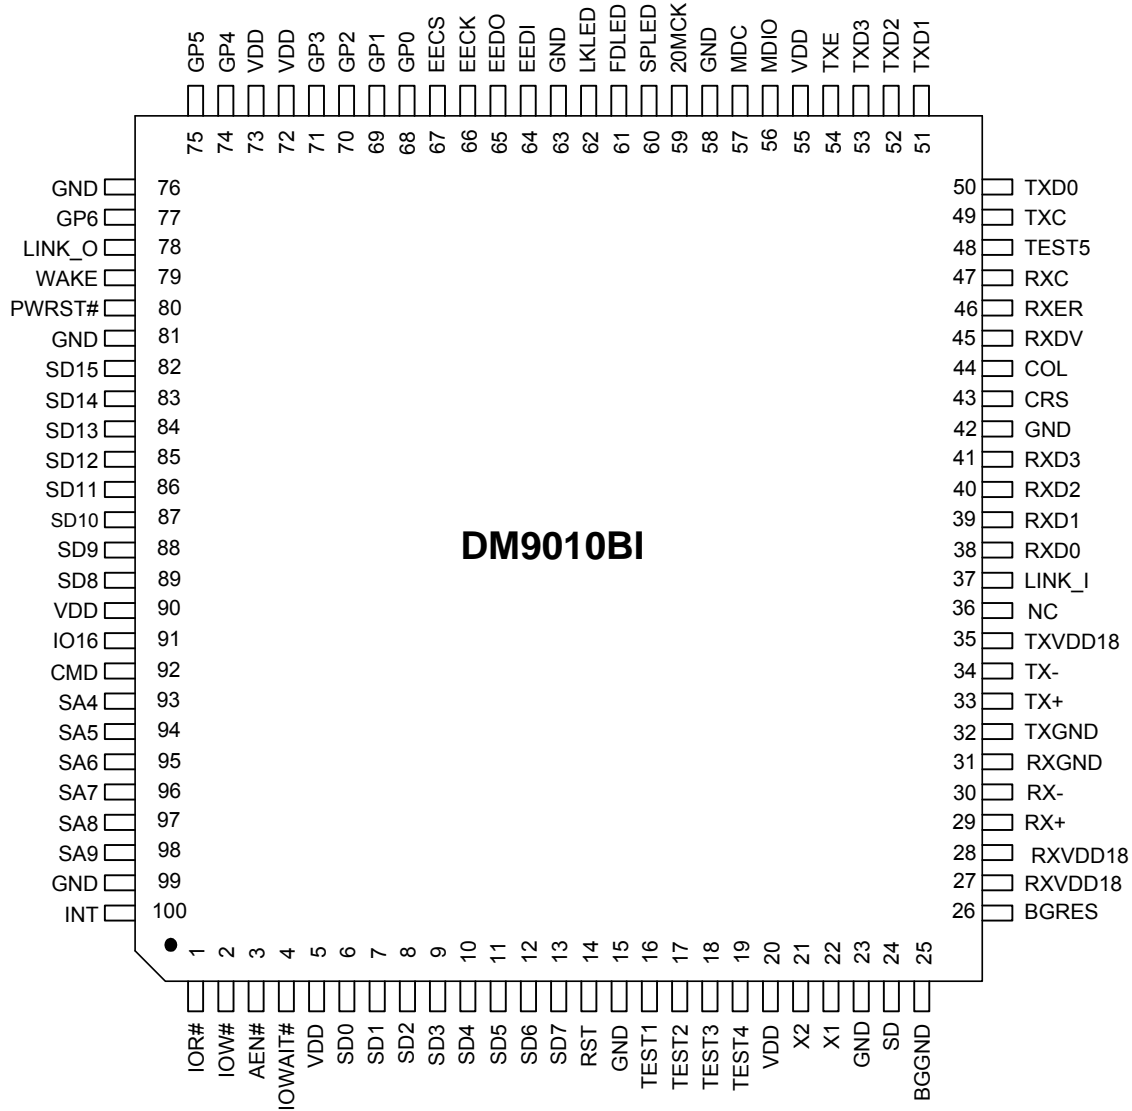 GP5 GP4 VDD VDD GP3 GP2 GP1 GP0 EECS EECK EEDO EEDI GND LKLED FDLED SPLED 20MCK GND MDC MDIO VDD TXE TXD3 TXD2 TXD1
75 74 73 72 71 70 69 68 67 66 65 64 63 62 61 60 59 58 57 56 55 54 53 52 51
GND 76 50 TXD0
GP6 77 49 TXC
LINK_O 78 48 TEST5
WAKE 79 47 RXC
PWRST# 80 46 RXER
GND 81 45 RXDV
SD15 82 44 COL
SD14 83 43 CRS
SD13 84 42 GND
SD12 85 41 RXD3
SD11 86 40 RXD2
SD10 87 39 RXD1
DM9010BI
SD9 88 38 RXD0
SD8 89 37 LINK_I
VDD 90 36 NC
IO16 91 35 TXVDD18
CMD 92 34 TX-
SA4 93 33 TX+
SA5 94 32 TXGND
SA6 95 31 RXGND
SA7 96 30 RX-
SA8 97 29 RX+
SA9 98 28 RXVDD18
GND 99 27 RXVDD18
INT 100 26 BGRES
1 2 3 4 5 6 7 8 9 10 11 12 13 14 15 16 17 18 19 20 21 22 23 24 25
IOR# IOW# AEN# IOWAIT# VDD SD0 SD1 SD2 SD3 SD4 SD5 SD6 SD7 RST GND TEST1 TEST2 TEST3 TEST4 VDD X2 X1 GND SD BGGND